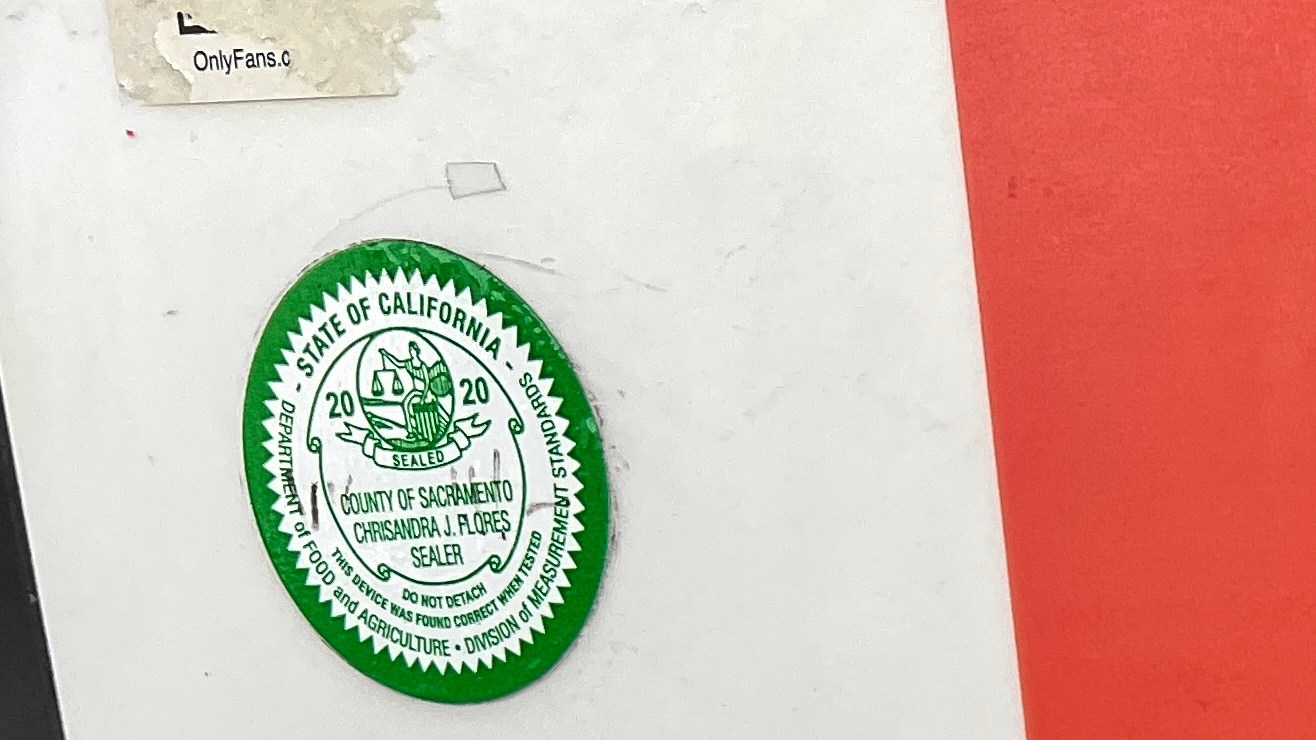 OnlyFans.c
- STATE OF CALIFORNIA -
20 20
SEALED
COUNTY OF SACRAMENTO
CHRISANDRA J. FLORES
SEALER
DO NOT DETACH
THIS DEVICE WAS FOUND CORRECT WHEN TESTED
DEPARTMENT of FOOD and AGRICULTURE • DIVISION of MEASUREMENT STANDARDS